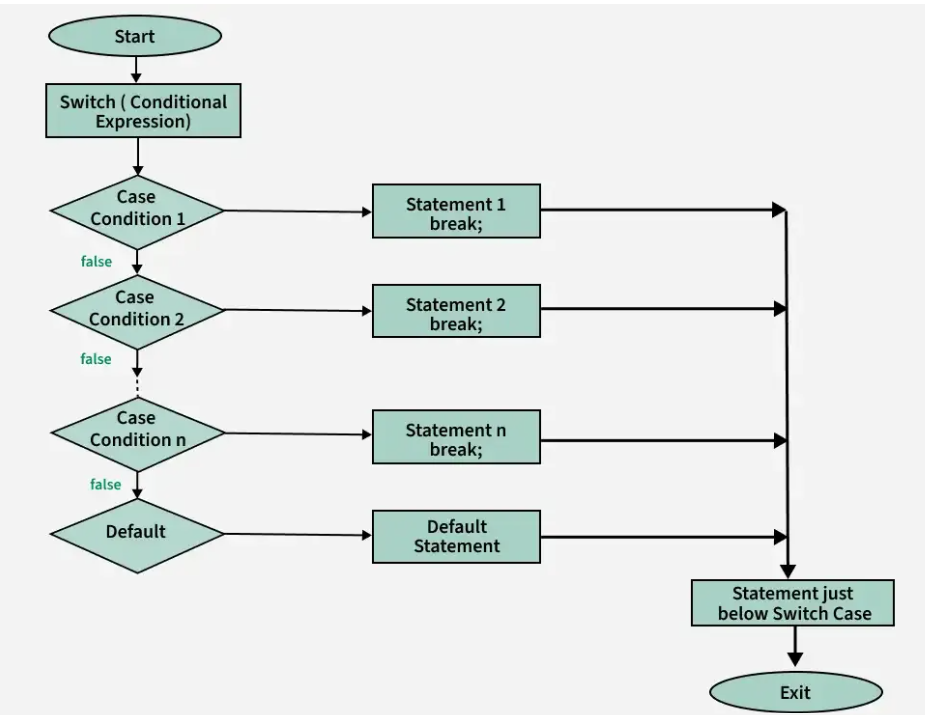 Start
Switch ( Conditional
Expression)
Case
Condition 1
Statement 1
break;
false
Case
Condition 2
Statement 2
break;
false
Case
Condition n
Statement n
break;
false
Default
Default
Statement
Statement just
below Switch Case
Exit